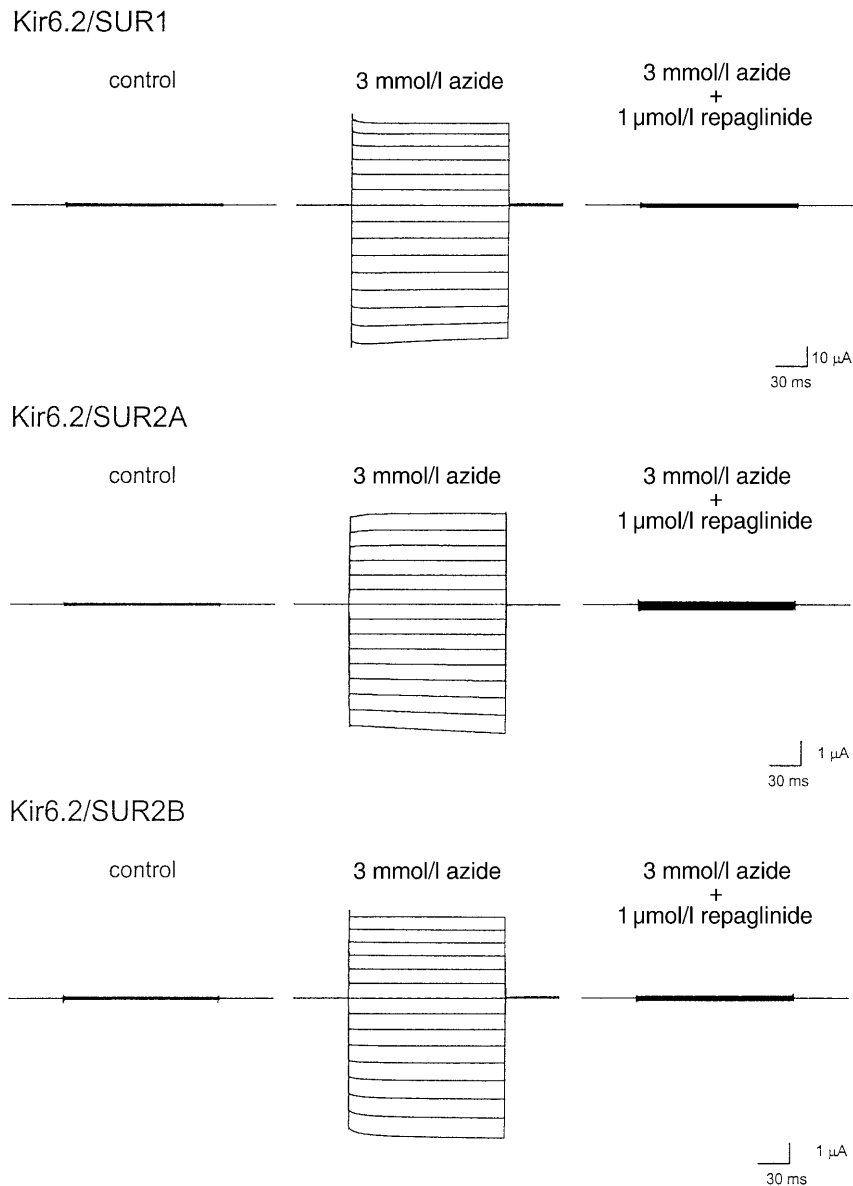 Kir6.2/SUR1
control
3 mmol/l azide
3 mmol/l azide
+
1 µmol/l repaglinide
10 µA
30 ms
Kir6.2/SUR2A
control
3 mmol/l azide
3 mmol/l azide
+
1 µmol/l repaglinide
1 µA
30 ms
Kir6.2/SUR2B
control
3 mmol/l azide
3 mmol/l azide
+
1 µmol/l repaglinide
1 µA
30 ms